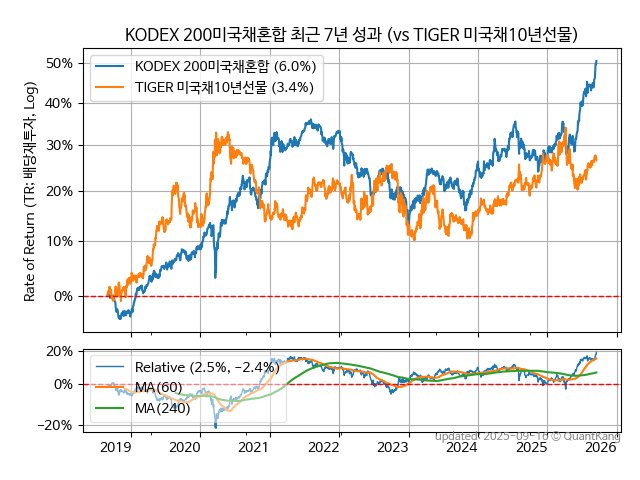 KODEX 200미국채혼합 최근 7년 성과 (vs TIGER 미국채10년선물)
50%
40%
30%
20%
10%
0%
Rate of Return (TR: 배당재투자, Log)
KODEX 200미국채혼합 (6.0%)
TIGER 미국채10년선물 (3.4%)
20%
0%
−20%
Relative (2.5%, −2.4%)
MA(60)
MA(240)
2019
2020
2021
2022
2023
2024
2025
2026
updated: 2025-09-16 © QuantKang